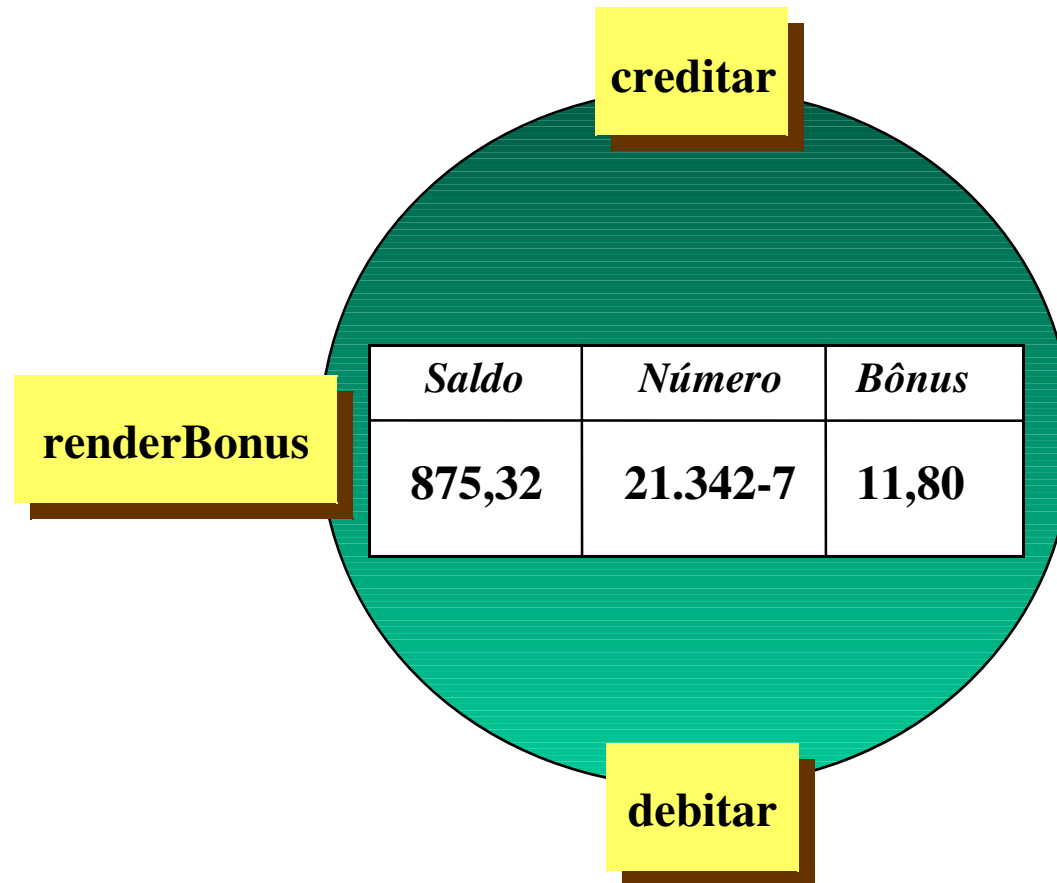 creditar
Saldo Número Bônus
renderBonus
875,32 21.342-7 11,80
debitar